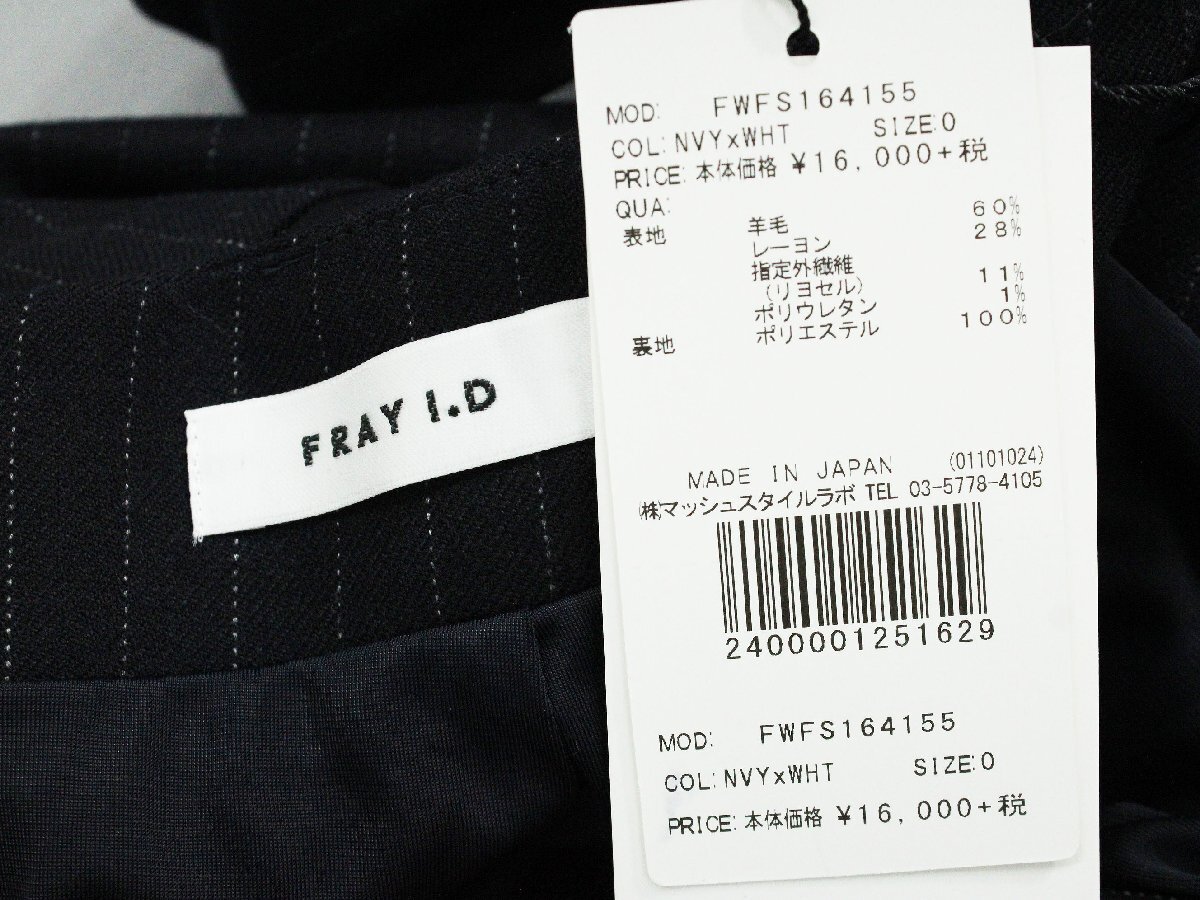 FRAY I.D
MOD: FWFS164155
COL: NVYxWHT SIZE:0
PRICE: 本体価格 ¥16,000+税
QUA:
表地 羊毛 60%
レーヨン 28%
指定外繊維
(リヨセル) 11%
ポリウレタン 1%
裏地 ポリエステル 100%
MADE IN JAPAN (01101024)
(株)マッシュスタイルラボ TEL 03-5778-4105
2400001251629
MOD: FWFS164155
COL: NVYxWHT SIZE:0
PRICE: 本体価格 ¥16,000+税